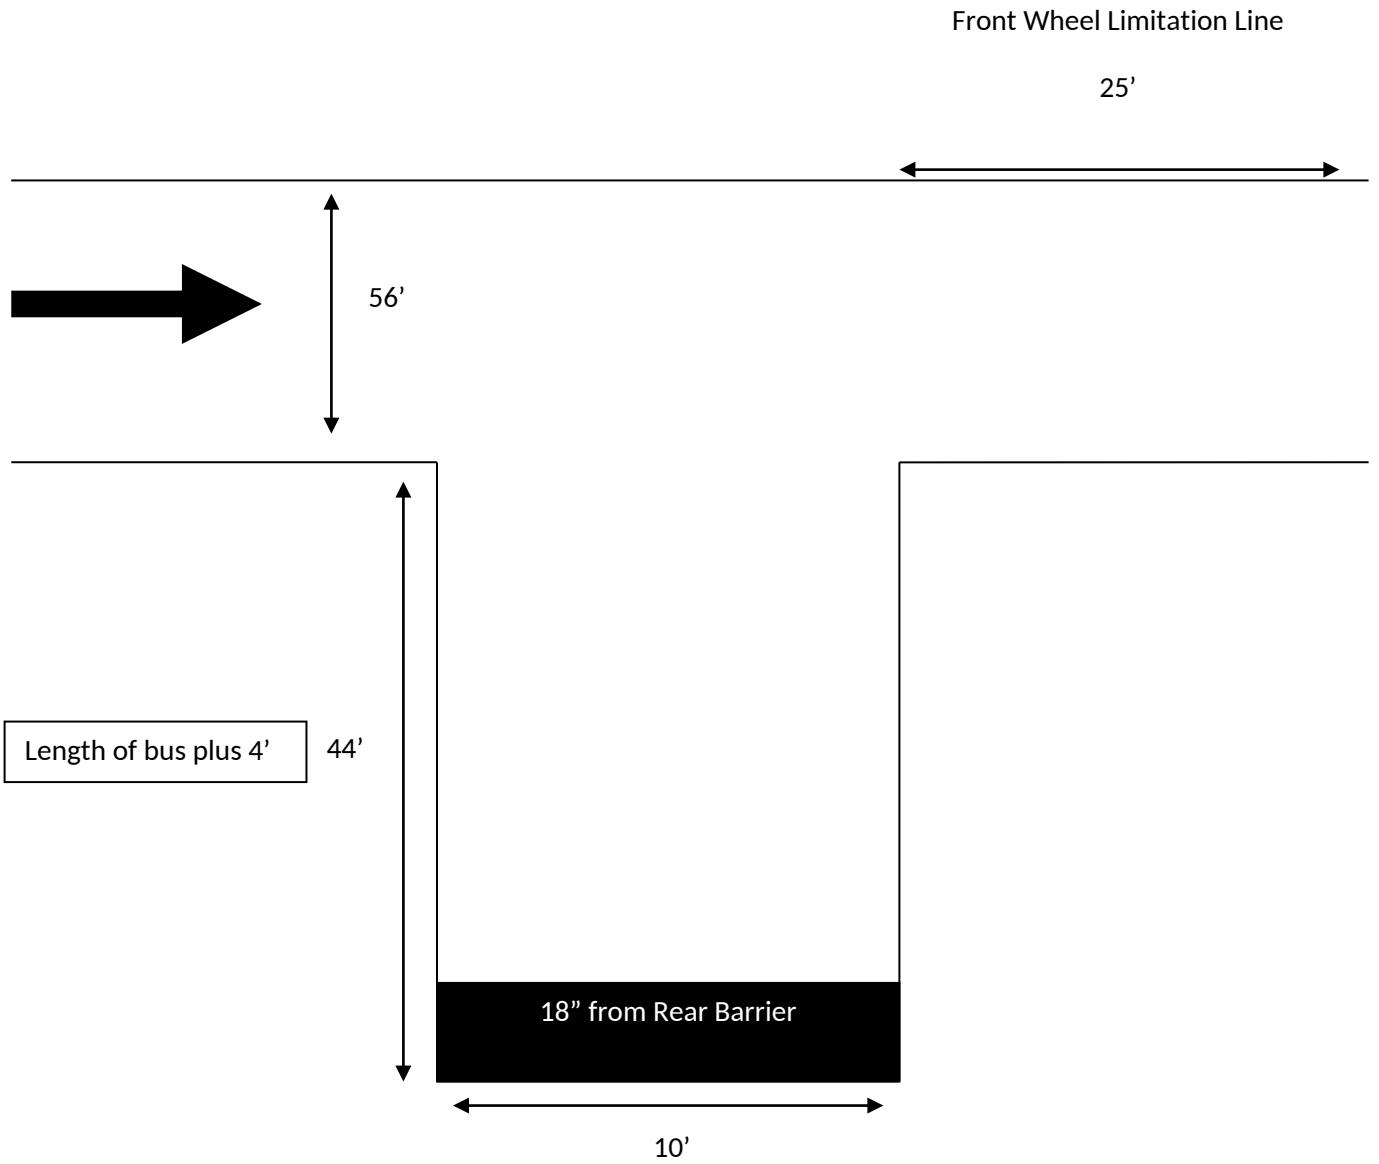 Front Wheel Limitation Line
25’
56’
Length of bus plus 4’
44’
18” from Rear Barrier
10’